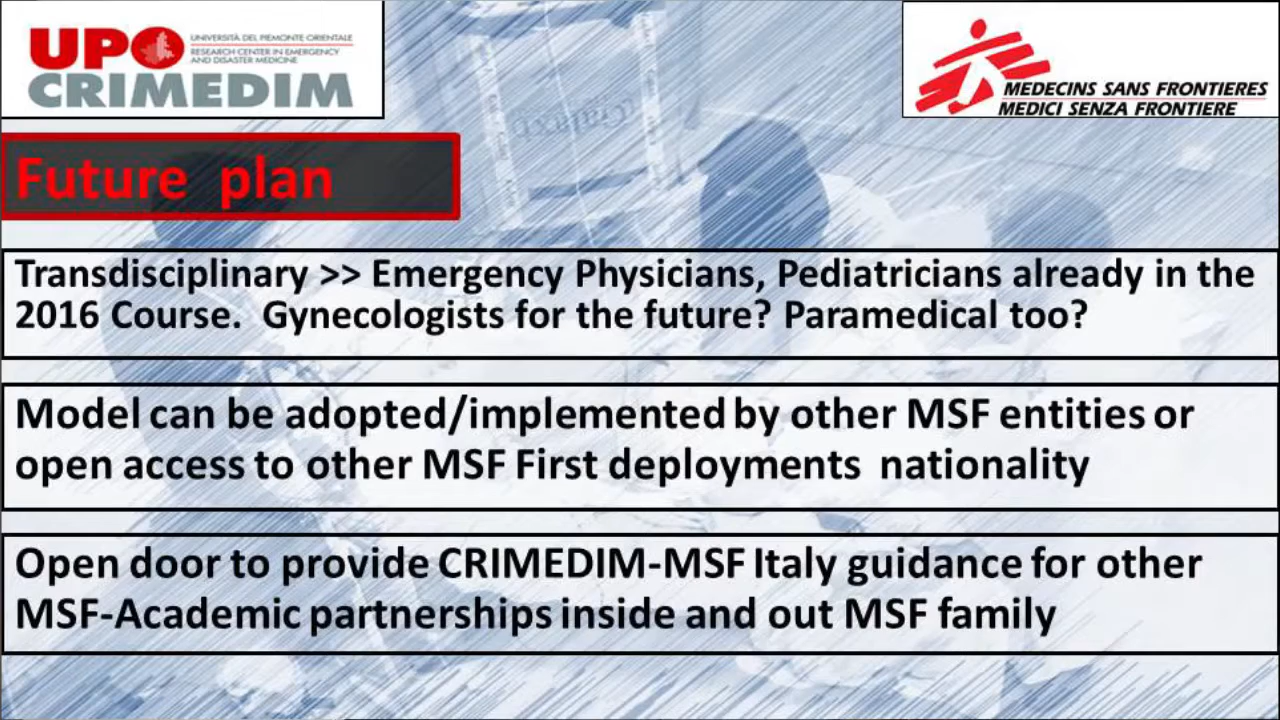 UPO
UNIVERSITÀ DEL PIEMONTE ORIENTALE
RESEARCH CENTER IN EMERGENCY
AND DISASTER MEDICINE
CRIMEDIM
MEDECINS SANS FRONTIERES
MEDICI SENZA FRONTIERE
Future plan
Transdisciplinary >> Emergency Physicians, Pediatricians already in the
2016 Course. Gynecologists for the future? Paramedical too?
Model can be adopted/implemented by other MSF entities or
open access to other MSF First deployments nationality
Open door to provide CRIMEDIM-MSF Italy guidance for other
MSF-Academic partnerships inside and out MSF family